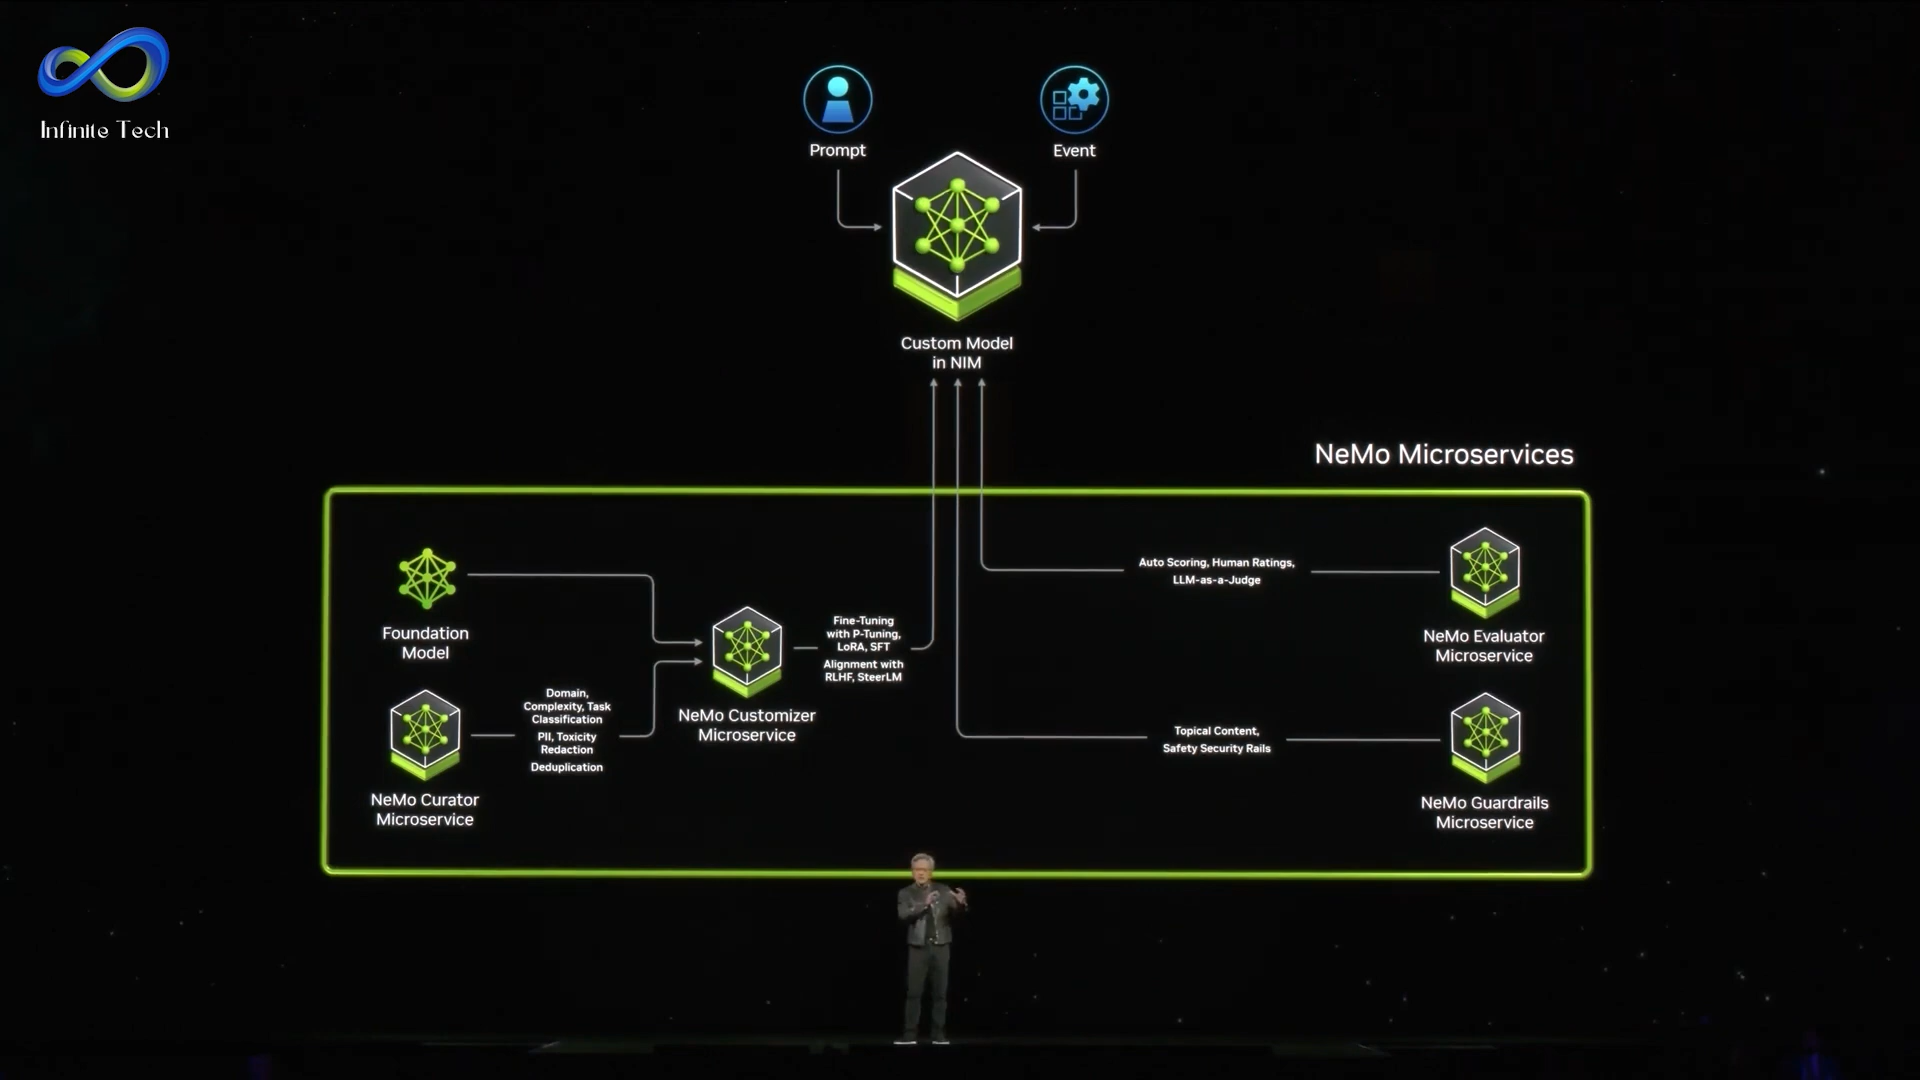 Infinite Tech
Prompt
Event
Custom Model
in NIM
NeMo Microservices
Foundation
Model
NeMo Curator
Microservice
Domain,
Complexity, Task
Classification
PII, Toxicity
Redaction
Deduplication
NeMo Customizer
Microservice
Fine-Tuning
with P-Tuning,
LoRA, SFT
Alignment with
RLHF, SteerLM
Auto Scoring, Human Ratings,
LLM-as-a-Judge
NeMo Evaluator
Microservice
Topical Content,
Safety Security Rails
NeMo Guardrails
Microservice